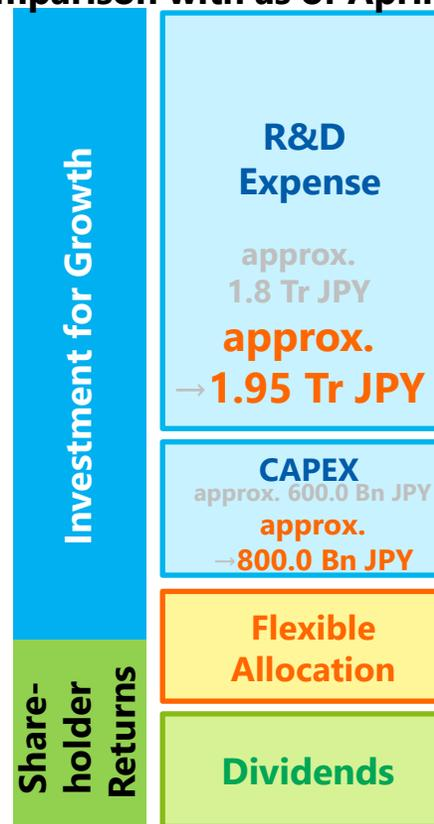 with as of April
Investment for Growth
R&D
Expense
approx.
1.8 Tr JPY
approx.
→1.95 Tr JPY
CAPEX
approx. 600.0 Bn JPY
approx.
→800.0 Bn JPY
Flexible
Allocation
Share-
holder
Returns
Dividends